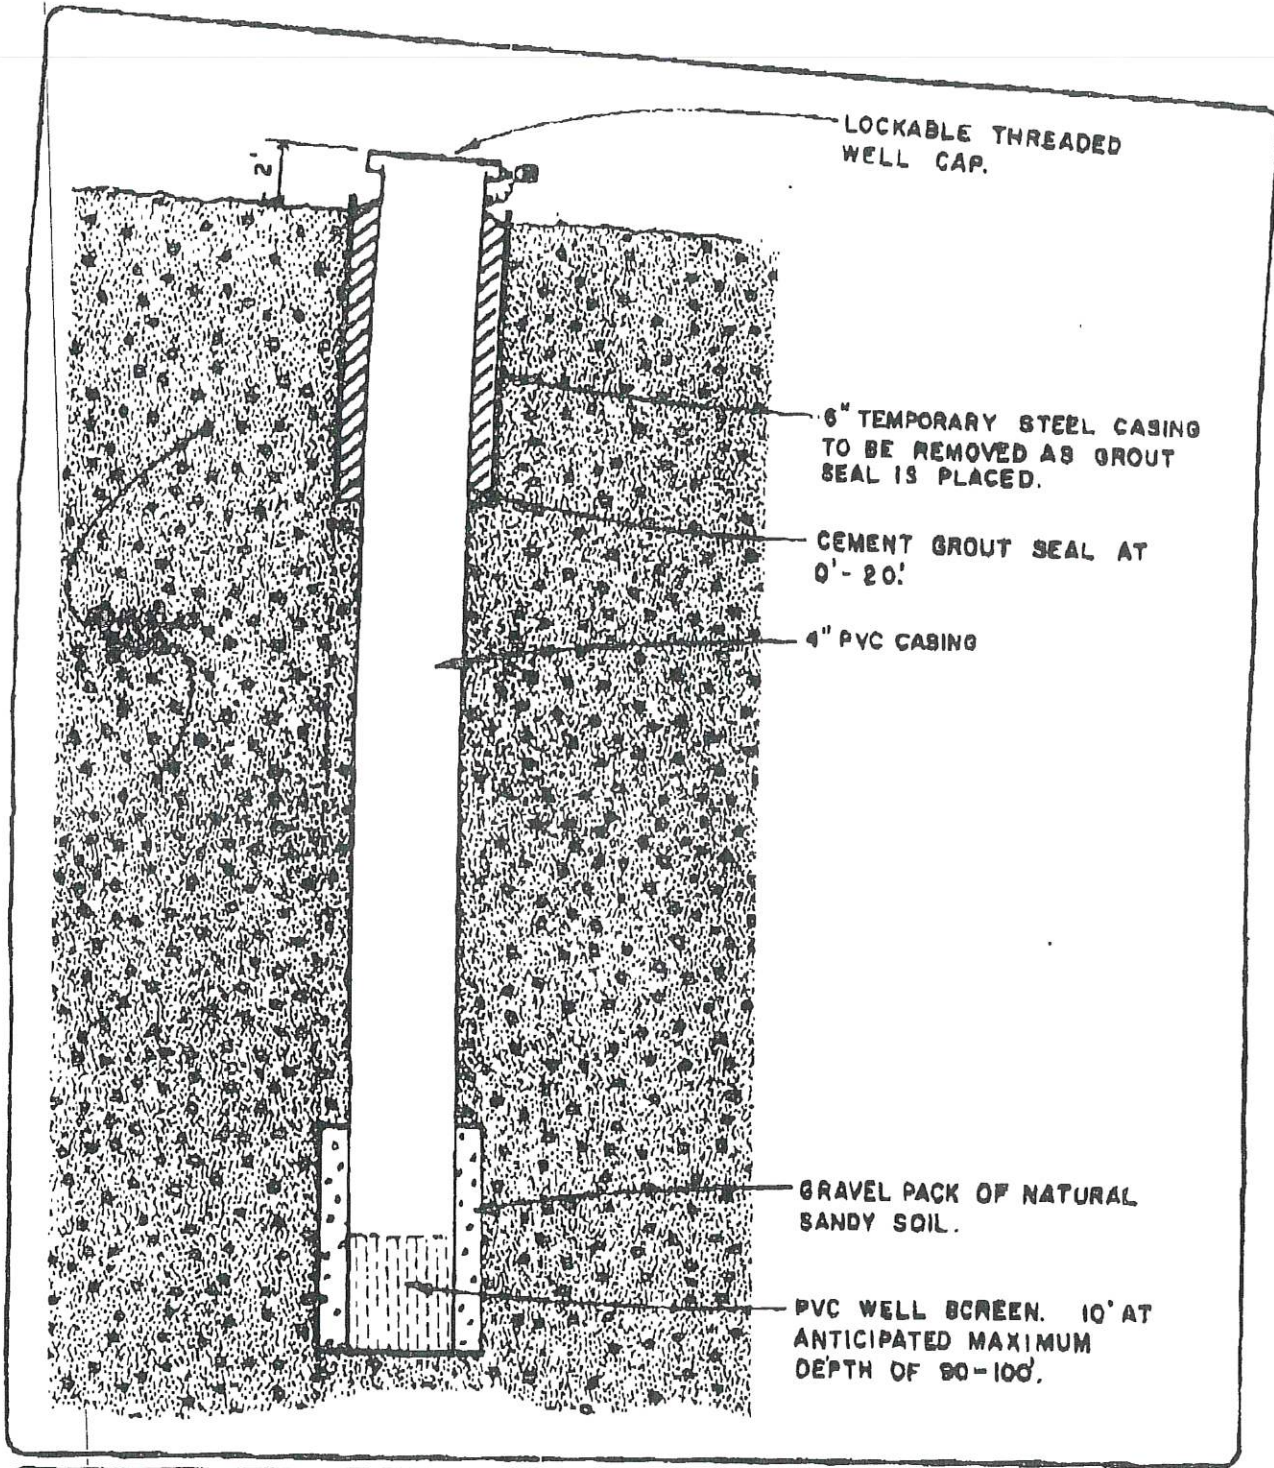 LOCKABLE THREADED
WELL CAP.
2'
6" TEMPORARY STEEL CASING
TO BE REMOVED AS GROUT
SEAL IS PLACED.
CEMENT GROUT SEAL AT
0'-20'.
4" PVC CASING
GRAVEL PACK OF NATURAL
SANDY SOIL.
PVC WELL SCREEN. 10' AT
ANTICIPATED MAXIMUM
DEPTH OF 90-100'.